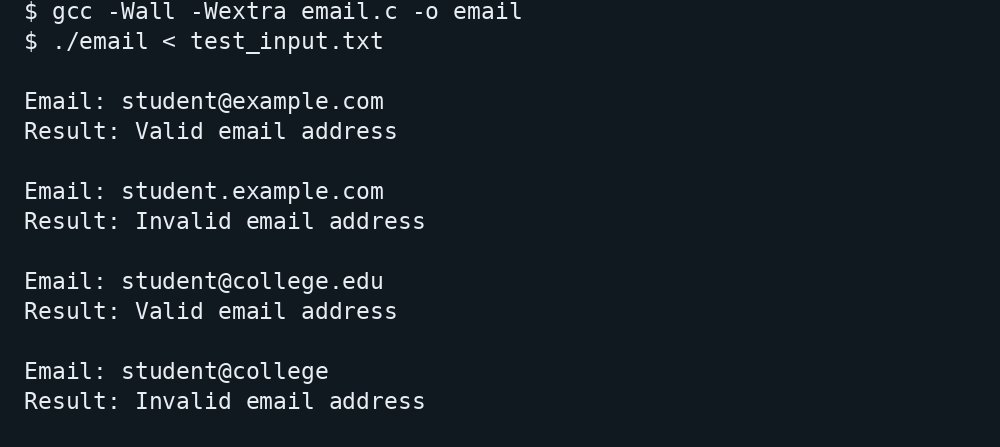 $ gcc -Wall -Wextra email.c -o email
$ ./email < test_input.txt
Email: student@example.com
Result: Valid email address
Email: student.example.com
Result: Invalid email address
Email: student@college.edu
Result: Valid email address
Email: student@college
Result: Invalid email address